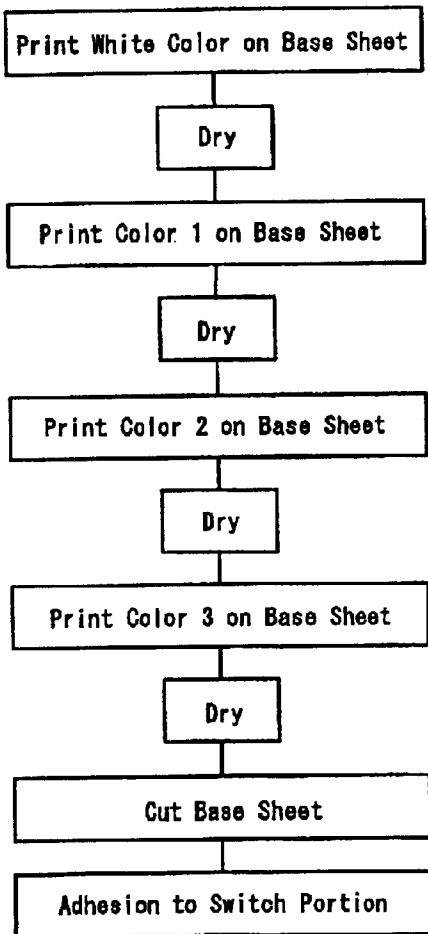 Print White Color on Base Sheet
Dry
Print Color 1 on Base Sheet
Dry
Print Color 2 on Base Sheet
Dry
Print Color 3 on Base Sheet
Dry
Cut Base Sheet
Adhesion to Switch Portion